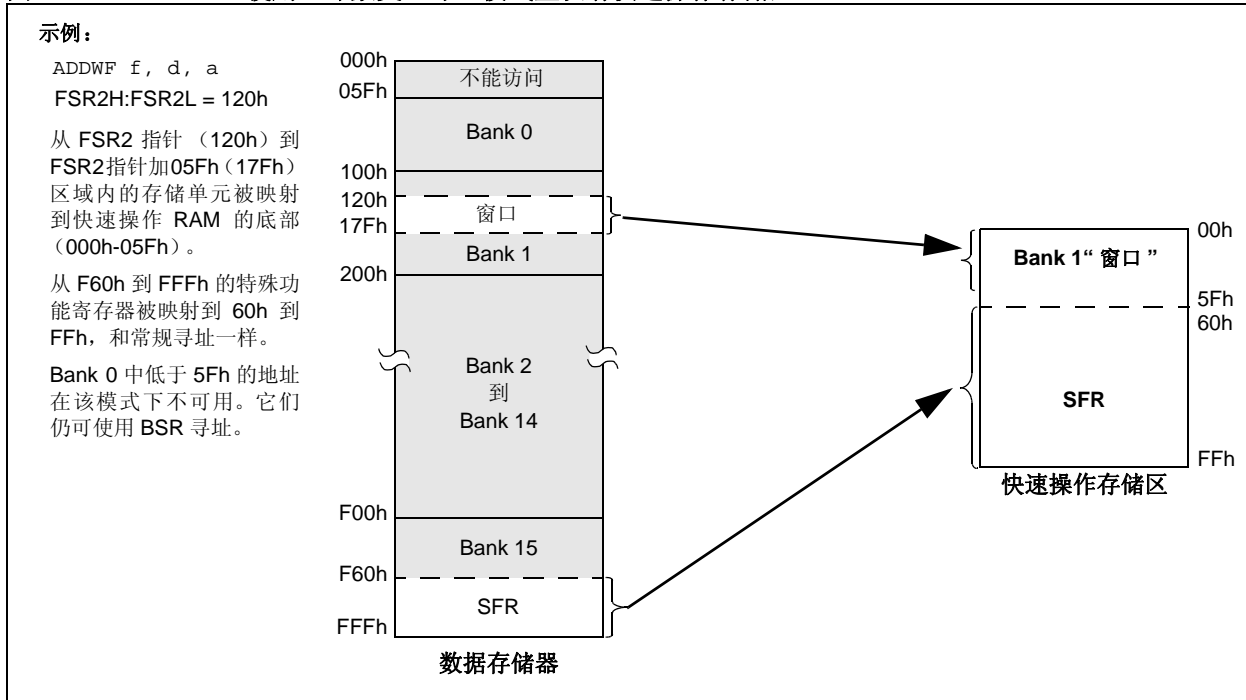 示例：
ADDWF f, d, a
FSR2H:FSR2L = 120h
从 FSR2 指针 （120h）到
FSR2指针加05Fh（17Fh）
区域内的存储单元被映射
到快速操作 RAM 的底部
（000h-05Fh）。
从 F60h 到 FFFh 的特殊功
能寄存器被映射到 60h 到
FFh，和常规寻址一样。
Bank 0 中低于 5Fh 的地址
在该模式下不可用。它们
仍可使用 BSR 寻址。
000h
不能访问
05Fh
Bank 0
100h
120h
窗口
17Fh
Bank 1
200h
Bank 2
到
Bank 14
F00h
Bank 15
F60h
SFR
FFFh
数据存储器
00h
Bank 1“ 窗口 ”
5Fh
60h
SFR
FFh
快速操作存储区